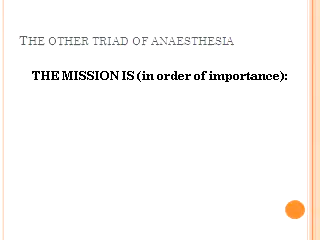 THE OTHER TRIAD OF ANAESTHESIA
THE MISSION IS (in order of importance):